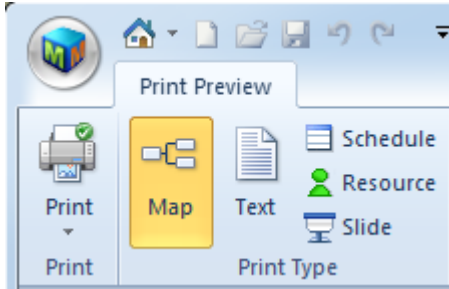 Print Preview
Print
Map
Text
Schedule
Resource
Slide
Print
Print Type